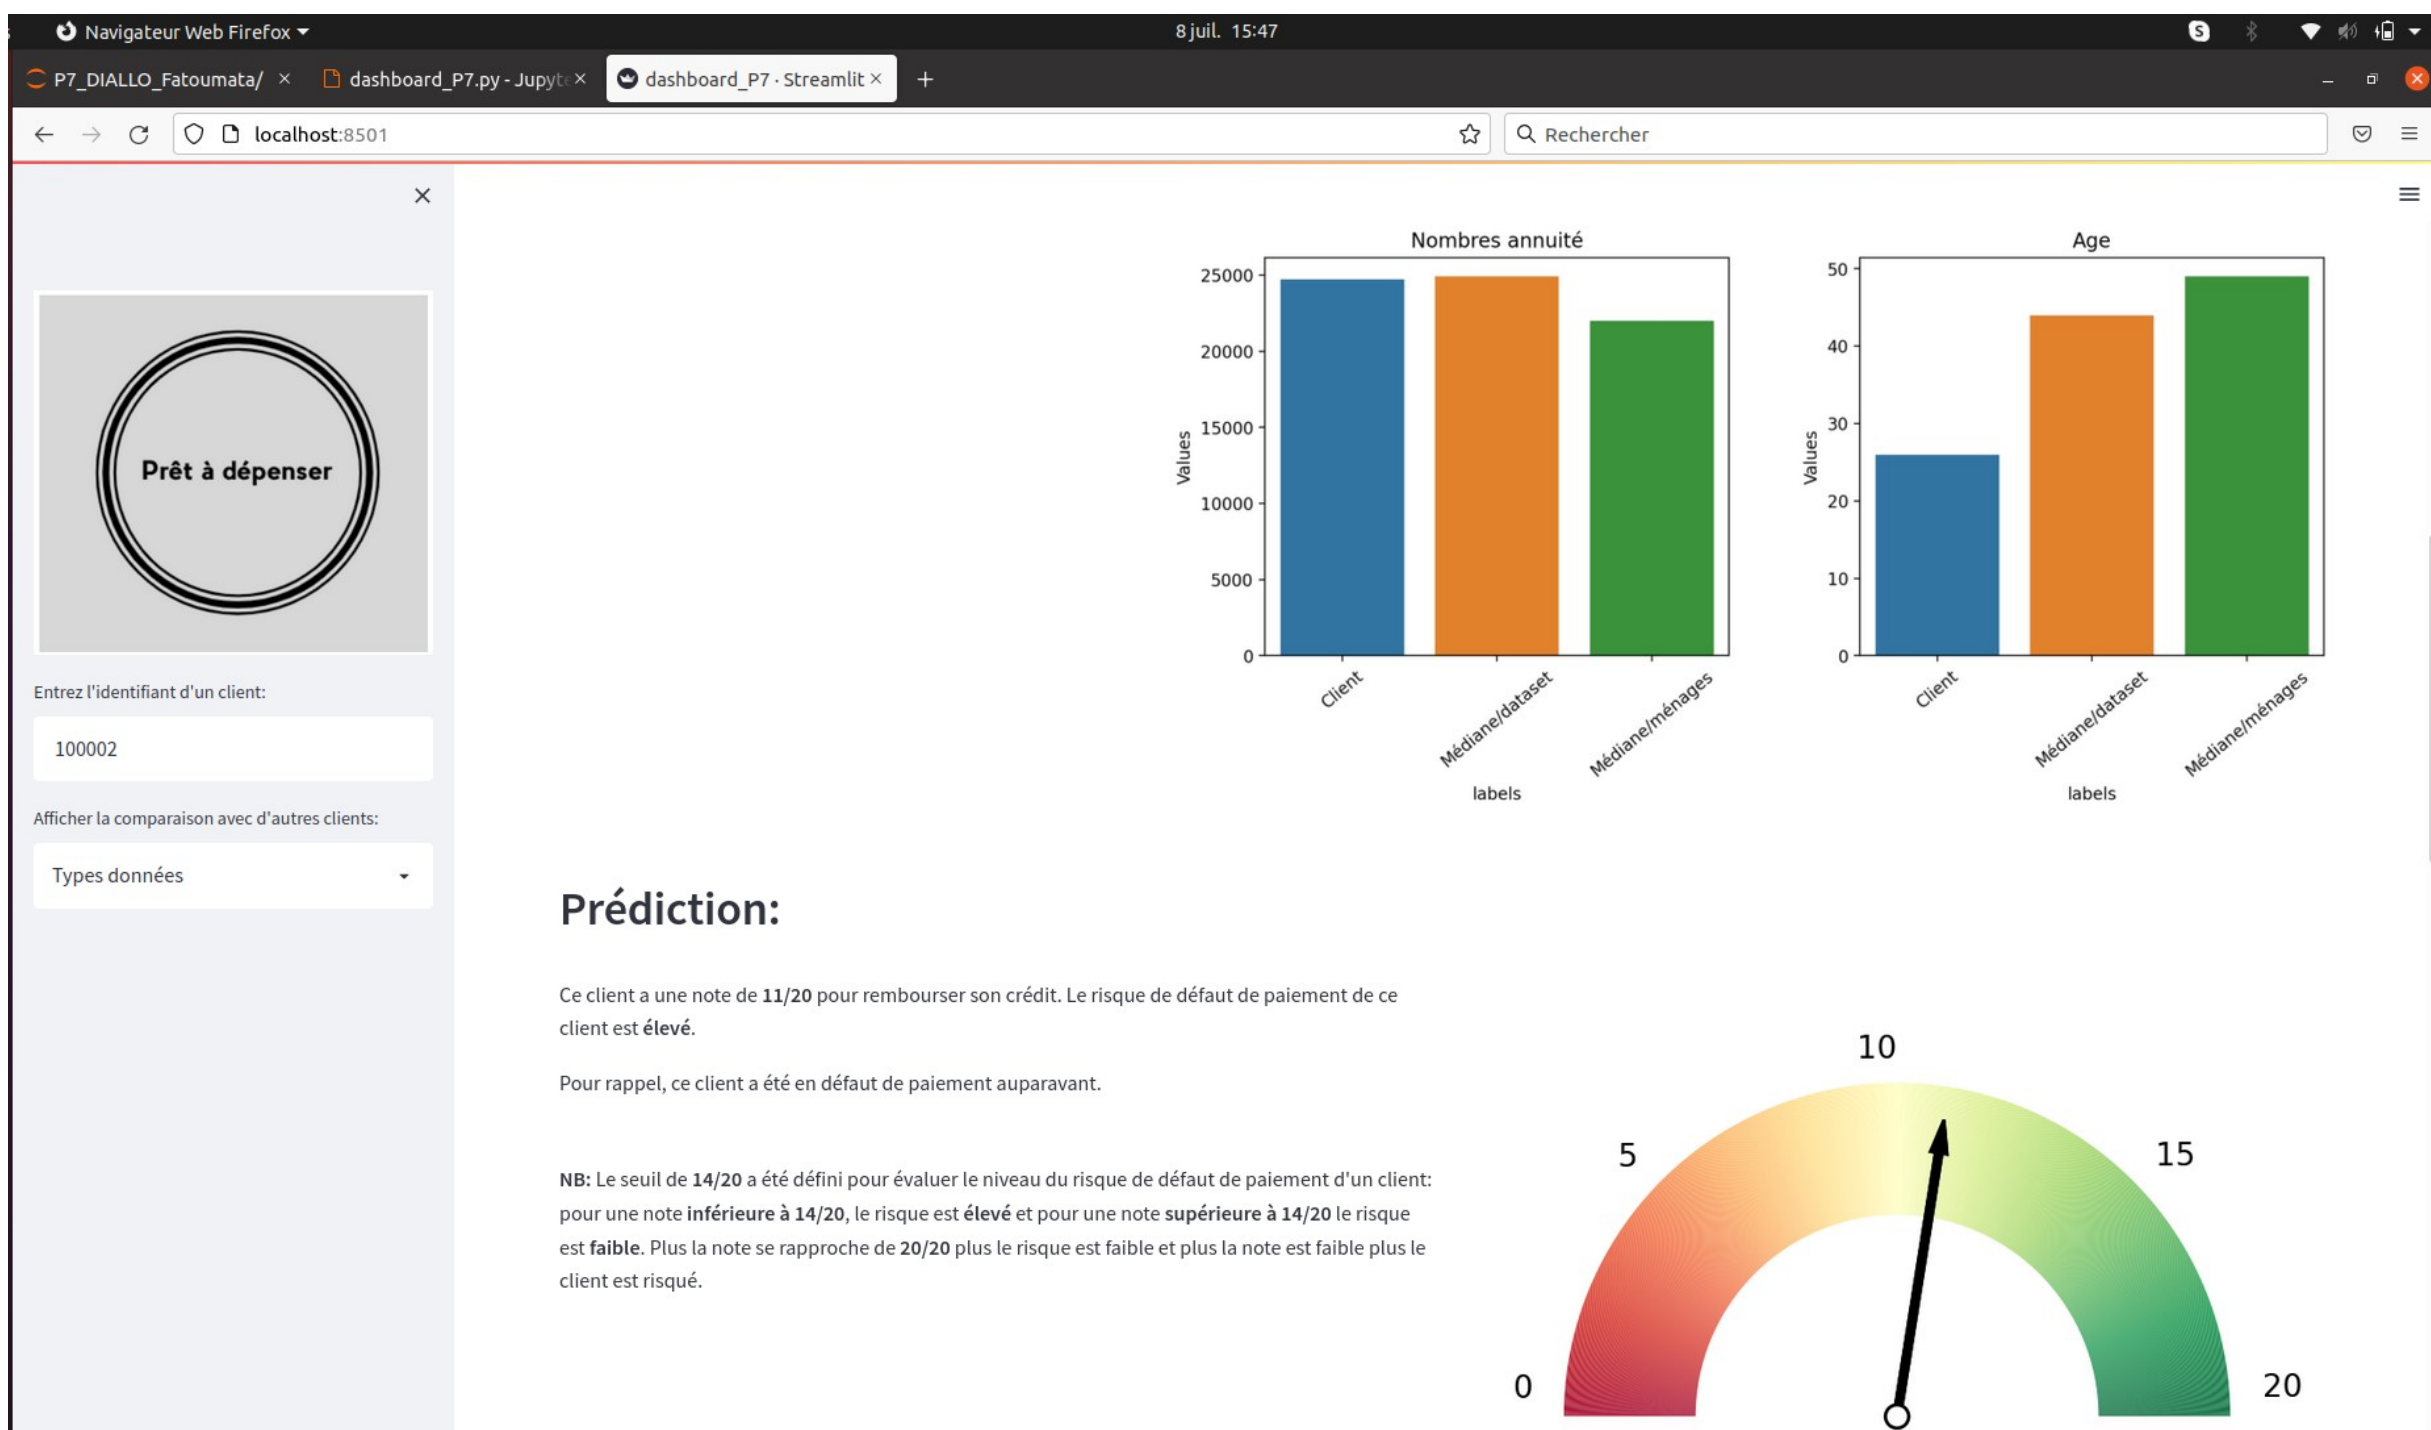 Navigateur Web Firefox
8 juil. 15:47
P7_DIALLO_Fatoumata/
dashboard_P7.py - Jupyte
dashboard_P7 · Streamlit
localhost:8501
Rechercher
Prêt à dépenser
Entrez l'identifiant d'un client:
100002
Afficher la comparaison avec d'autres clients:
Types données
Nombres annuité
25000
20000
15000
10000
5000
0
Values
Client
Médiane/dataset
Médiane/ménages
labels
Age
50
40
30
20
10
0
Values
Client
Médiane/dataset
Médiane/ménages
labels
Prédiction:
Ce client a une note de 11/20 pour rembourser son crédit. Le risque de défaut de paiement de ce
client est élevé.
Pour rappel, ce client a été en défaut de paiement auparavant.
NB: Le seuil de 14/20 a été défini pour évaluer le niveau du risque de défaut de paiement d'un client:
pour une note inférieure à 14/20, le risque est élevé et pour une note supérieure à 14/20 le risque
est faible. Plus la note se rapproche de 20/20 plus le risque est faible et plus la note est faible plus le
client est risqué.
0
5
10
15
20